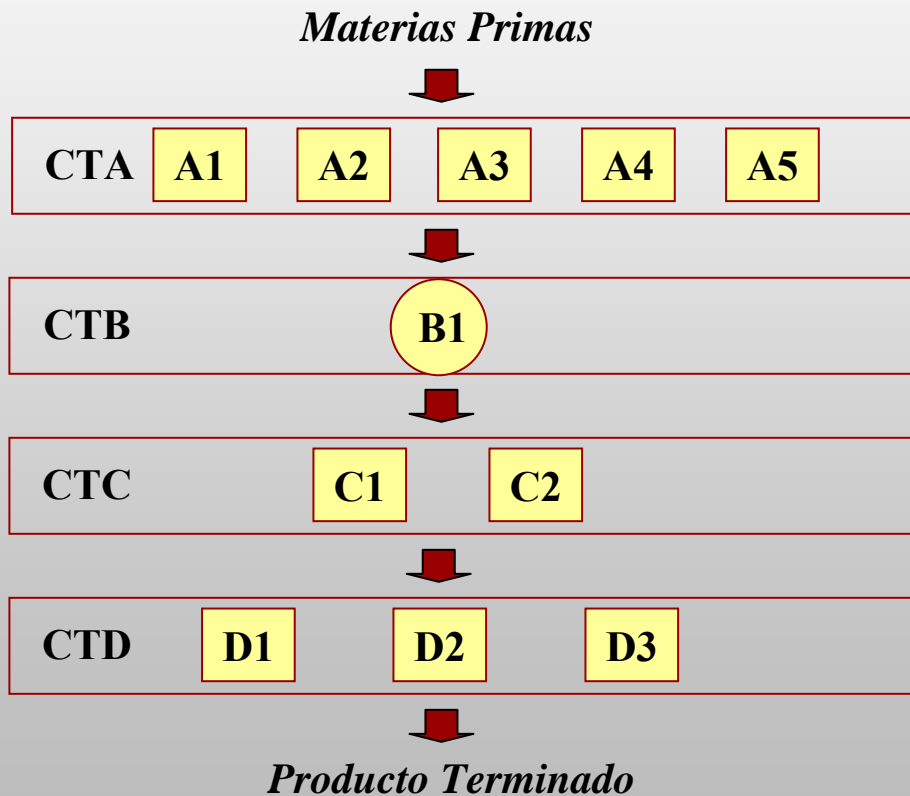 Materias Primas
CTA A1 A2 A3 A4 A5
CTB B1
CTC C1 C2
CTD D1 D2 D3
Producto Terminado